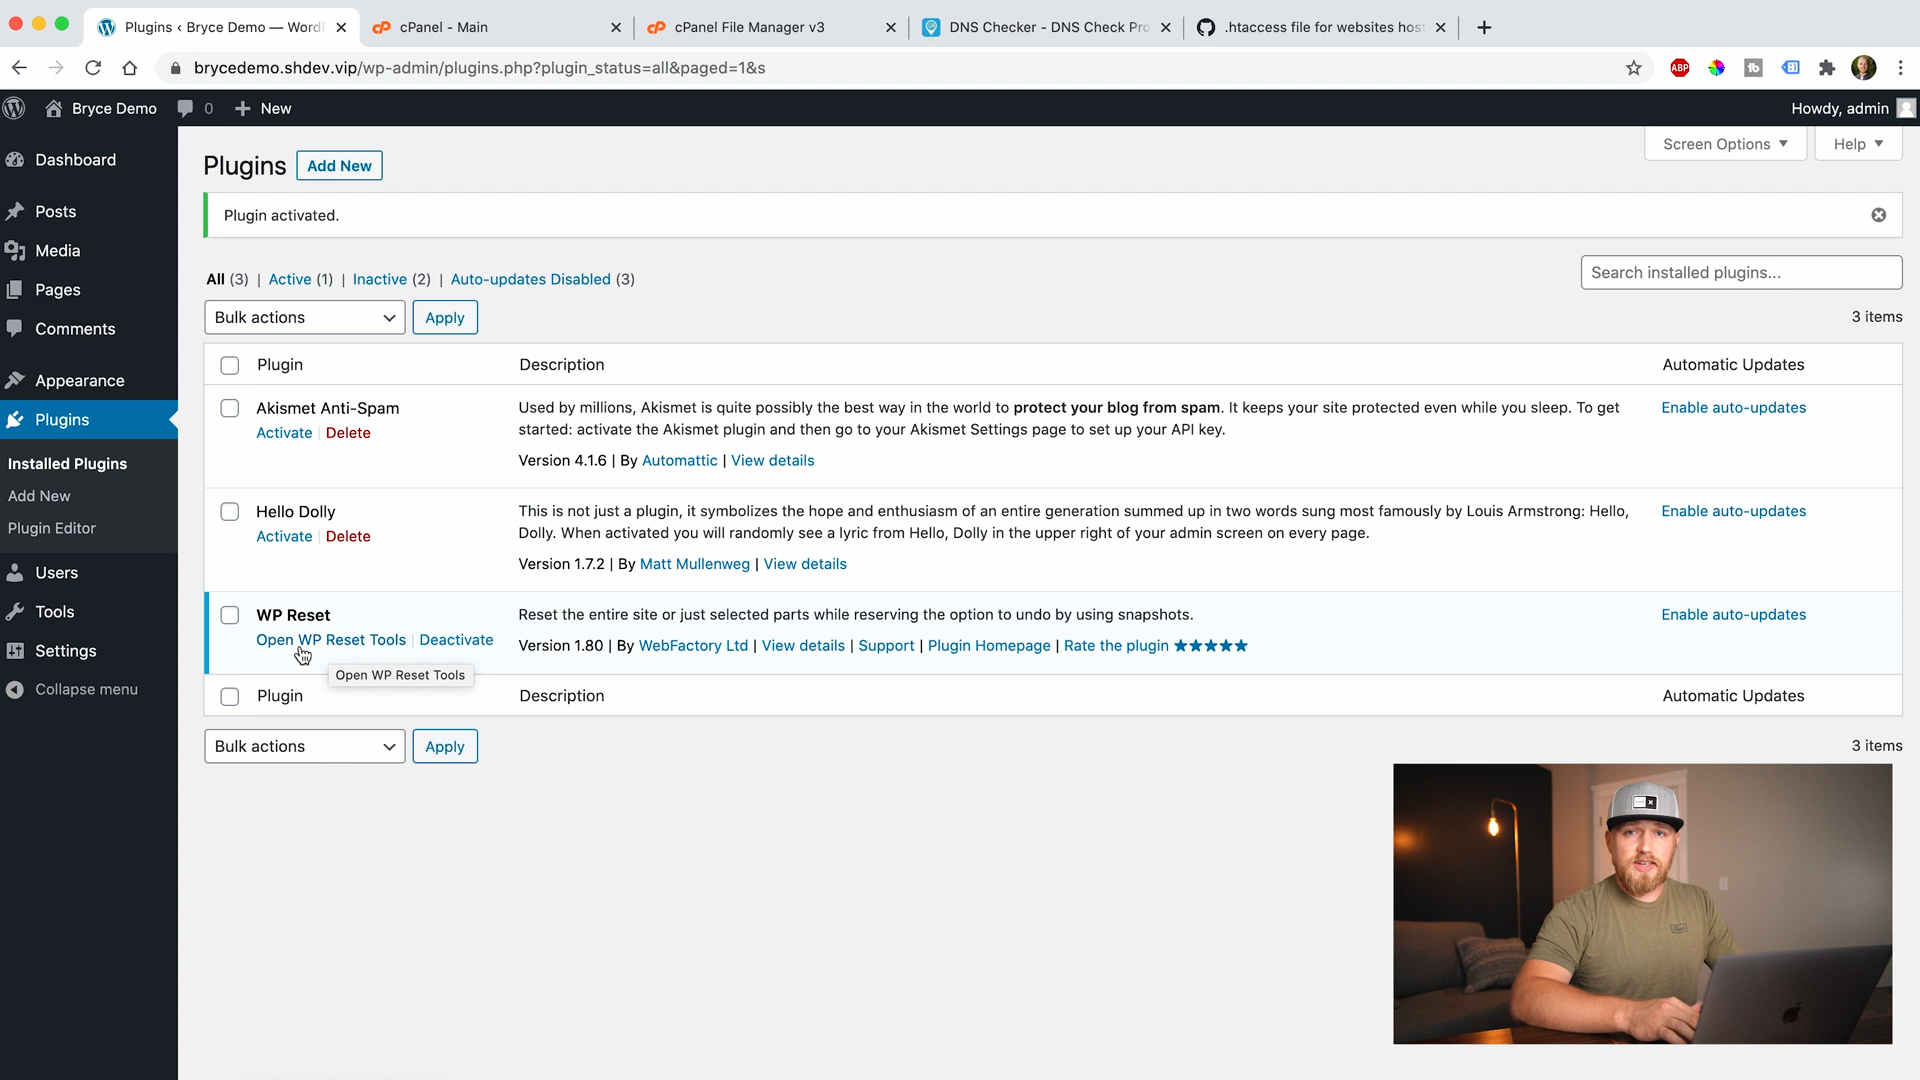 Plugins ‹ Bryce Demo — Word
cPanel - Main
cPanel File Manager v3
DNS Checker - DNS Check Pro
.htaccess file for websites host
brycedemo.shdev.vip/wp-admin/plugins.php?plugin_status=all&paged=1&s
ABP
Bryce Demo
0
New
Howdy, admin
Dashboard
Posts
Media
Pages
Comments
Appearance
Plugins
Installed Plugins
Add New
Plugin Editor
Users
Tools
Settings
Collapse menu
Screen Options
Help
Plugins Add New
Plugin activated.
All (3) | Active (1) | Inactive (2) | Auto-updates Disabled (3)
Search installed plugins...
Bulk actions Apply
3 items
Plugin Description Automatic Updates
Akismet Anti-Spam
Activate | Delete
Used by millions, Akismet is quite possibly the best way in the world to protect your blog from spam. It keeps your site protected even while you sleep. To get
started: activate the Akismet plugin and then go to your Akismet Settings page to set up your API key.
Version 4.1.6 | By Automattic | View details
Enable auto-updates
Hello Dolly
Activate | Delete
This is not just a plugin, it symbolizes the hope and enthusiasm of an entire generation summed up in two words sung most famously by Louis Armstrong: Hello,
Dolly. When activated you will randomly see a lyric from Hello, Dolly in the upper right of your admin screen on every page.
Version 1.7.2 | By Matt Mullenweg | View details
Enable auto-updates
WP Reset
Open WP Reset Tools | Deactivate
Open WP Reset Tools
Reset the entire site or just selected parts while reserving the option to undo by using snapshots.
Version 1.80 | By WebFactory Ltd | View details | Support | Plugin Homepage | Rate the plugin ★★★★★
Enable auto-updates
Plugin Description Automatic Updates
Bulk actions Apply
3 items